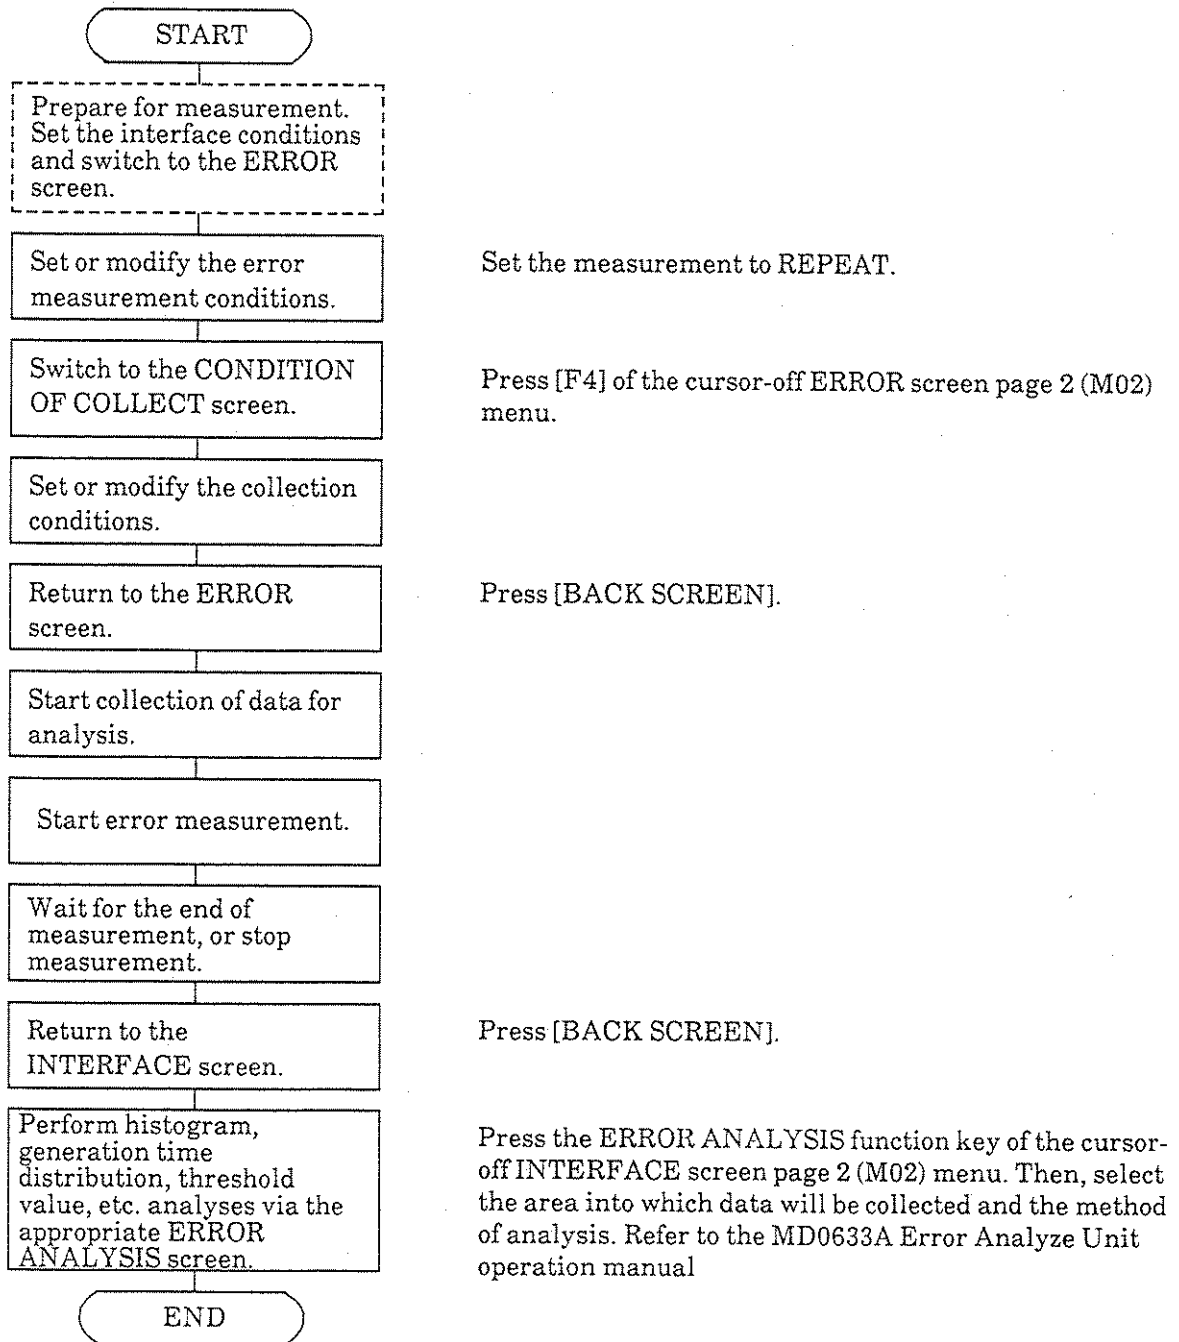 START
Prepare for measurement.
Set the interface conditions
and switch to the ERROR
screen.
Set or modify the error
measurement conditions.
Set the measurement to REPEAT.
Switch to the CONDITION
OF COLLECT screen.
Press [F4] of the cursor-off ERROR screen page 2 (M02)
menu.
Set or modify the collection
conditions.
Return to the ERROR
screen.
Press [BACK SCREEN].
Start collection of data for
analysis.
Start error measurement.
Wait for the end of
measurement, or stop
measurement.
Return to the
INTERFACE screen.
Press [BACK SCREEN].
Perform histogram,
generation time
distribution, threshold
value, etc. analyses via the
appropriate ERROR
ANALYSIS screen.
Press the ERROR ANALYSIS function key of the cursor-
off INTERFACE screen page 2 (M02) menu. Then, select
the area into which data will be collected and the method
of analysis. Refer to the MD0633A Error Analyze Unit
operation manual
END